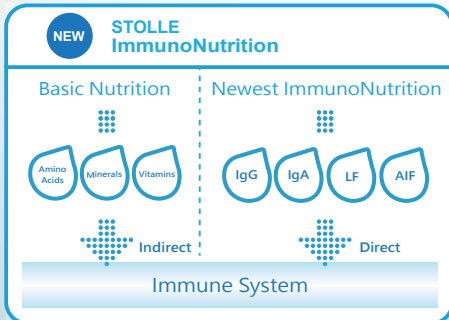 NEW
STOLLE
ImmunoNutrition
Basic Nutrition
Newest ImmunoNutrition
Amino
Acids
Minerals
Vitamins
IgG
IgA
LF
AIF
Indirect
Direct
Immune System